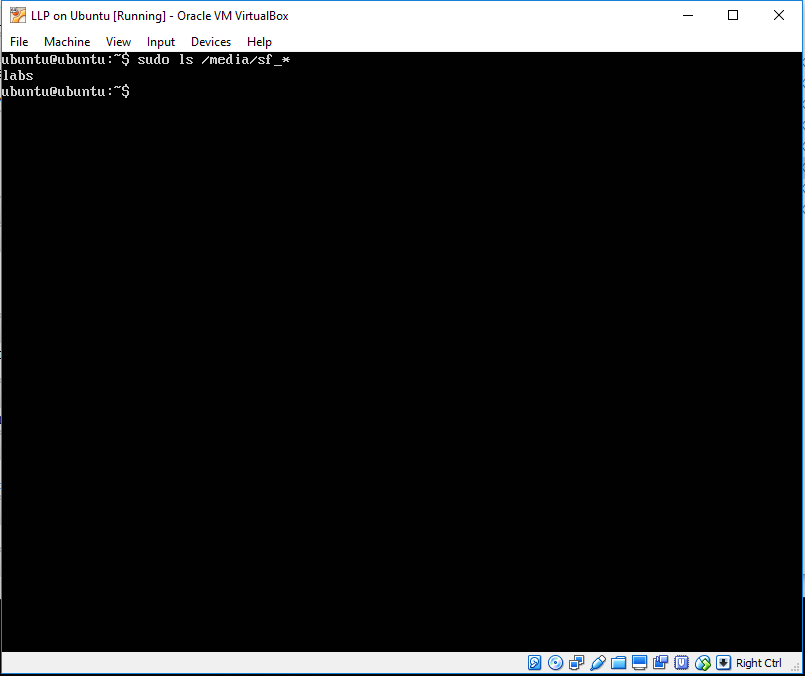 LLP on Ubuntu [Running] - Oracle VM VirtualBox
File Machine View Input Devices Help
ubuntu@ubuntu:~$ sudo ls /media/sf_*
labs
ubuntu@ubuntu:~$
Right Ctrl